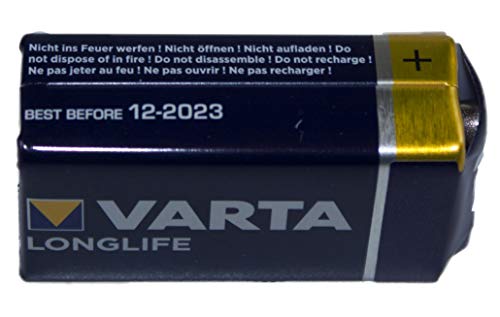 Nicht ins Feuer werfen ! Nicht öffnen ! Nicht aufladen ! Do
not dispose of in fire ! Do not disassemble ! Do not recharge !
Ne pas jeter au feu ! Ne pas ouvrir ! Ne pas recharger !
+
BEST BEFORE 12-2023
VARTA
LONGLIFE